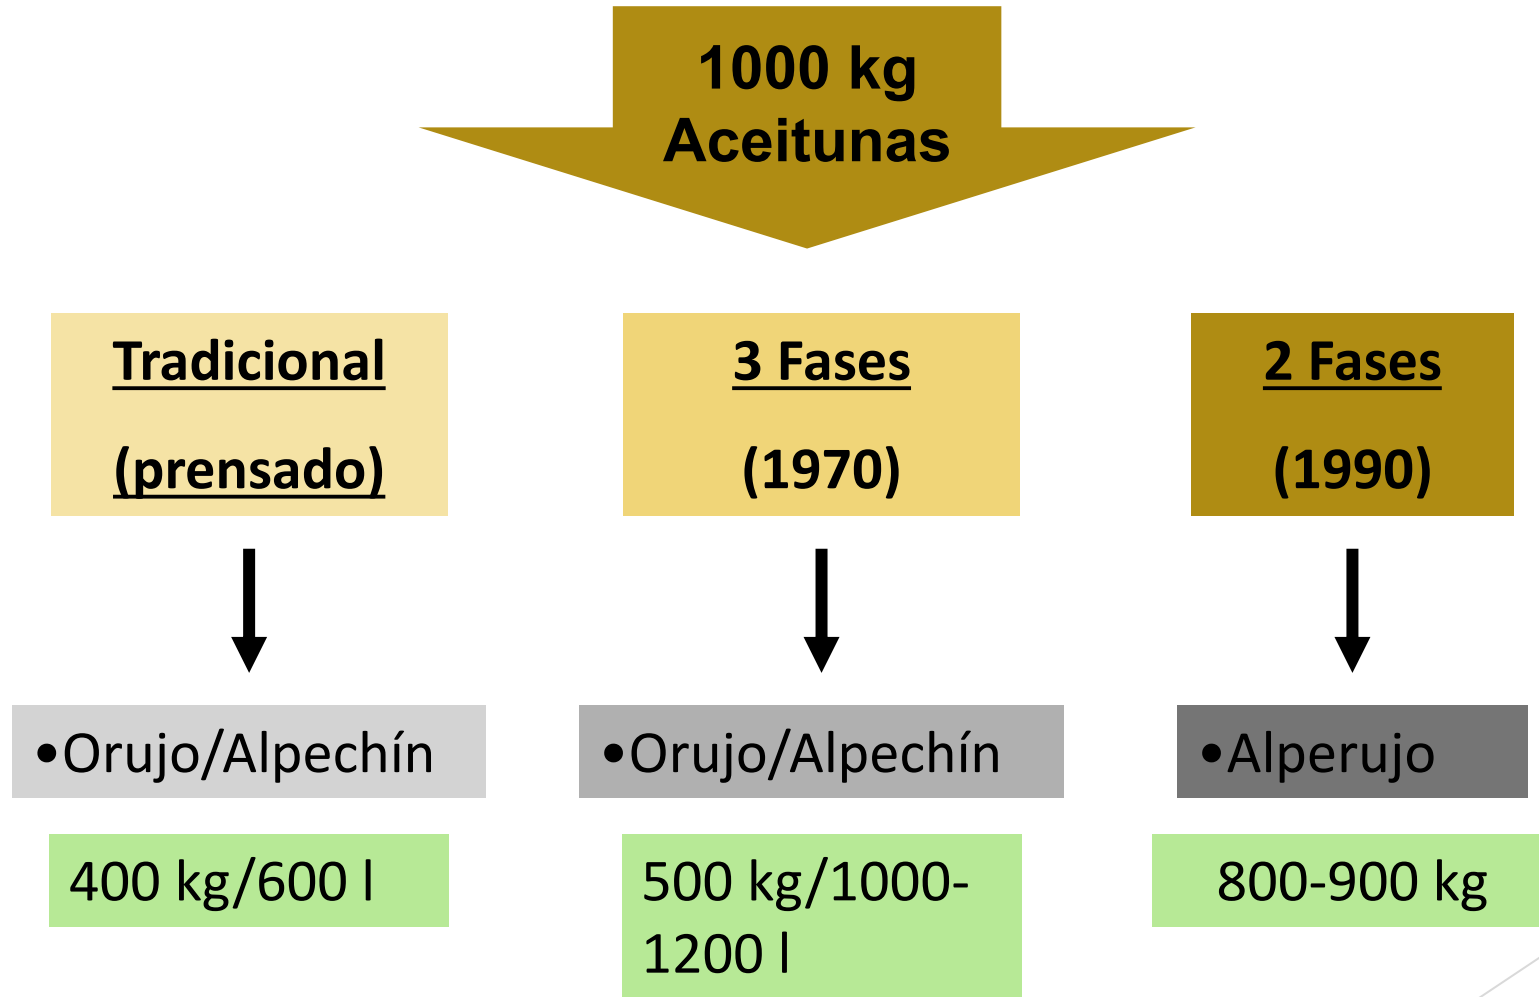 1000 kg
Aceitunas
Tradicional
(prensado)
3 Fases
(1970)
2 Fases
(1990)
•Orujo/Alpechín
•Orujo/Alpechín
•Alperujo
400 kg/600 l
500 kg/1000-
1200 l
800-900 kg